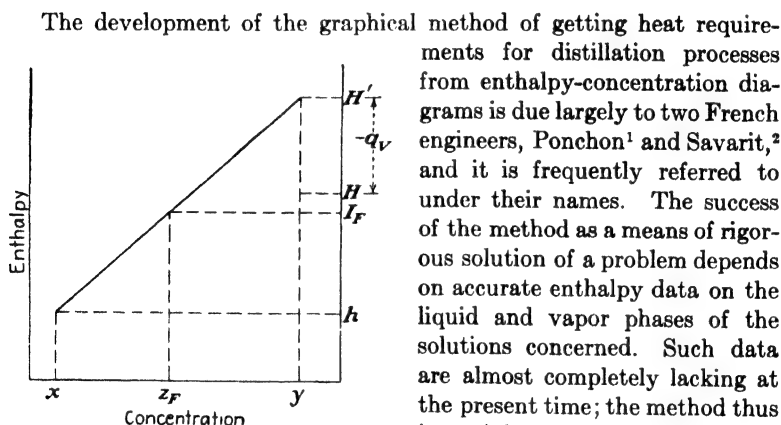 The development of the graphical method of getting heat require-
ments for distillation processes
from enthalpy-concentration dia-
grams is due largely to two French
engineers, Ponchon¹ and Savarit,²
and it is frequently referred to
under their names. The success
of the method as a means of rigor-
ous solution of a problem depends
on accurate enthalpy data on the
liquid and vapor phases of the
solutions concerned. Such data
are almost completely lacking at
the present time; the method thus
H'
-q_V
H
I_F
h
Enthalpy
x z_F y
Concentration